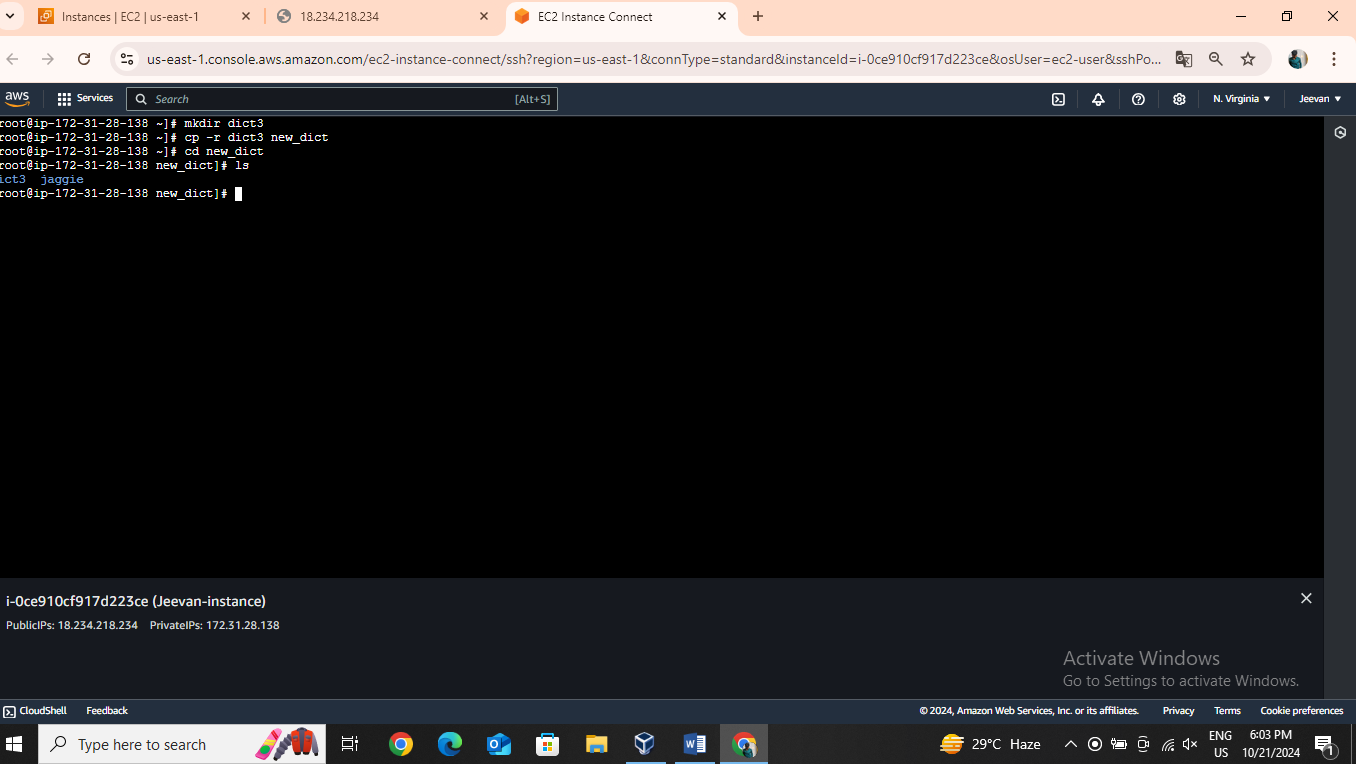 Instances | EC2 | us-east-1
18.234.218.234
EC2 Instance Connect
us-east-1.console.aws.amazon.com/ec2-instance-connect/ssh?region=us-east-1&connType=standard&instanceId=i-0ce910cf917d223ce&osUser=ec2-user&sshPo...
aws Services Search [Alt+S] N. Virginia Jeevan
root@ip-172-31-28-138 ~]# mkdir dict3
root@ip-172-31-28-138 ~]# cp -r dict3 new_dict
root@ip-172-31-28-138 ~]# cd new_dict
root@ip-172-31-28-138 new_dict]# ls
ict3 jaggie
root@ip-172-31-28-138 new_dict]#
i-0ce910cf917d223ce (Jeevan-instance)
PublicIPs: 18.234.218.234 PrivateIPs: 172.31.28.138
Activate Windows
Go to Settings to activate Windows.
CloudShell Feedback © 2024, Amazon Web Services, Inc. or its affiliates. Privacy Terms Cookie preferences
Type here to search
29°C Haze
ENG
US
6:03 PM
10/21/2024
1